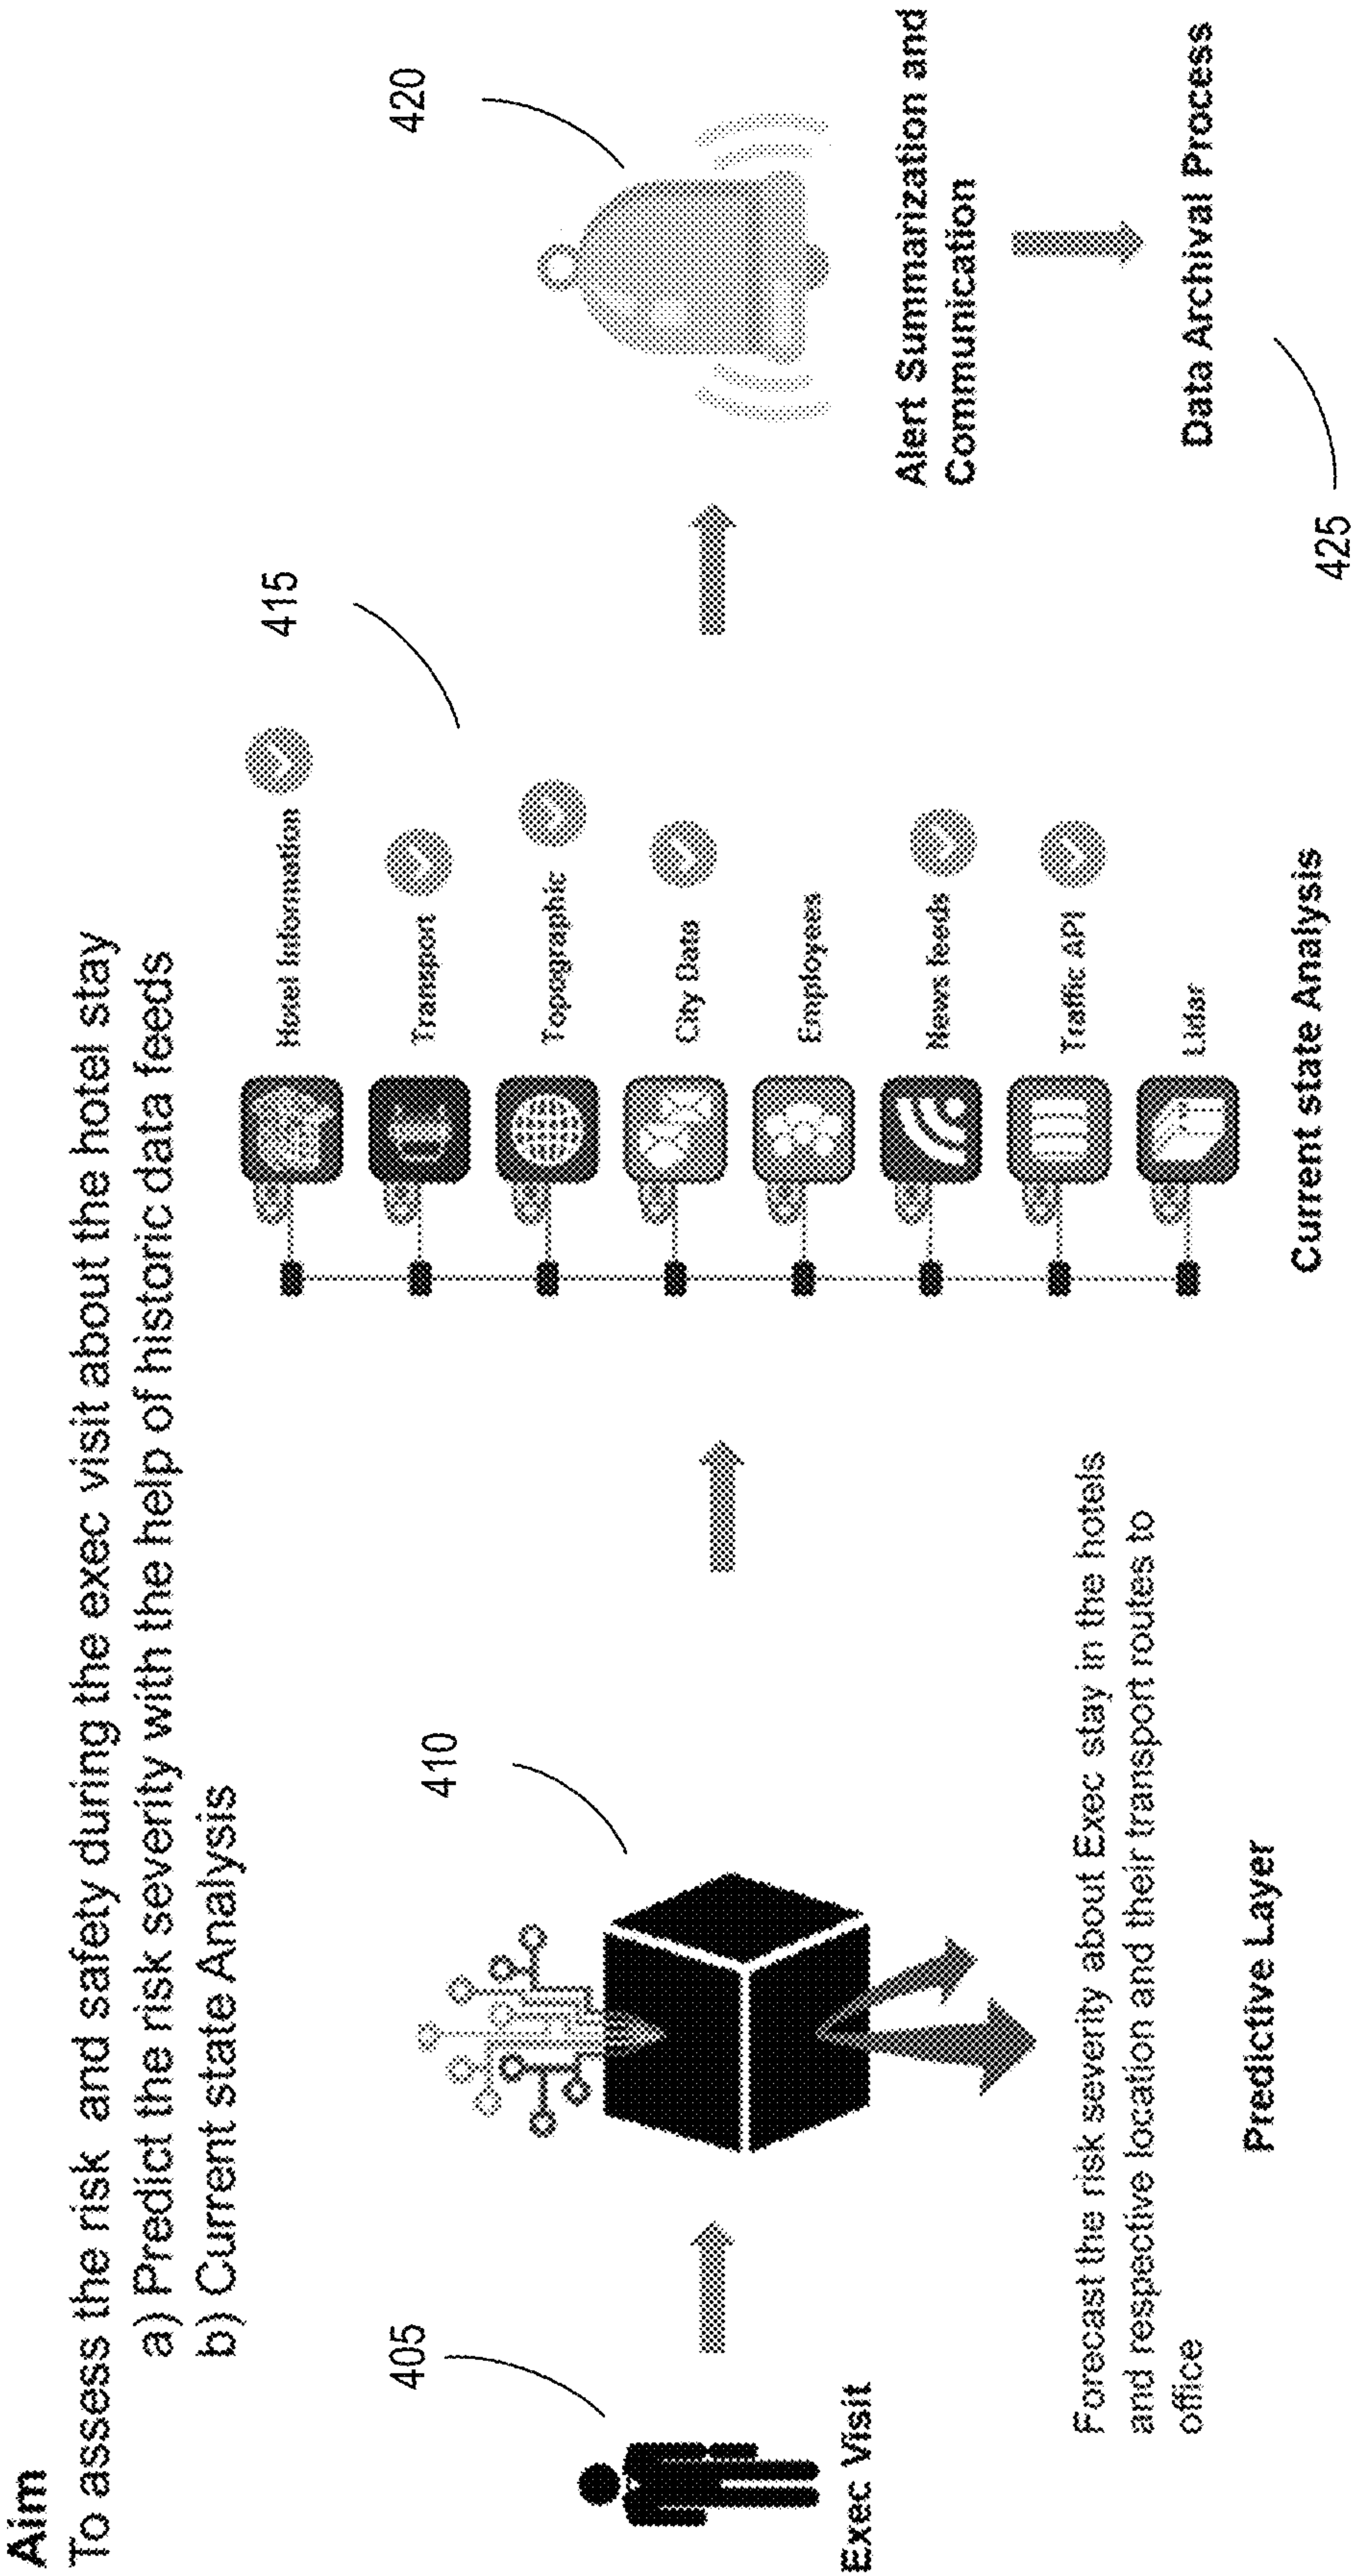 Aim
To assess the risk and safety during the exec visit about the hotel stay
a) Predict the risk severity with the help of historic data feeds
b) Current state Analysis
405
Exec Visit
410
Forecast the risk severity about Exec stay in the hotels
and respective location and their transport routes to
office
Predictive Layer
415
Hotel Information
Transport
Topographic
City Data
Employees
News feeds
Traffic API
Lidar
Current state Analysis
420
Alert Summarization and
Communication
Data Archival Process
425